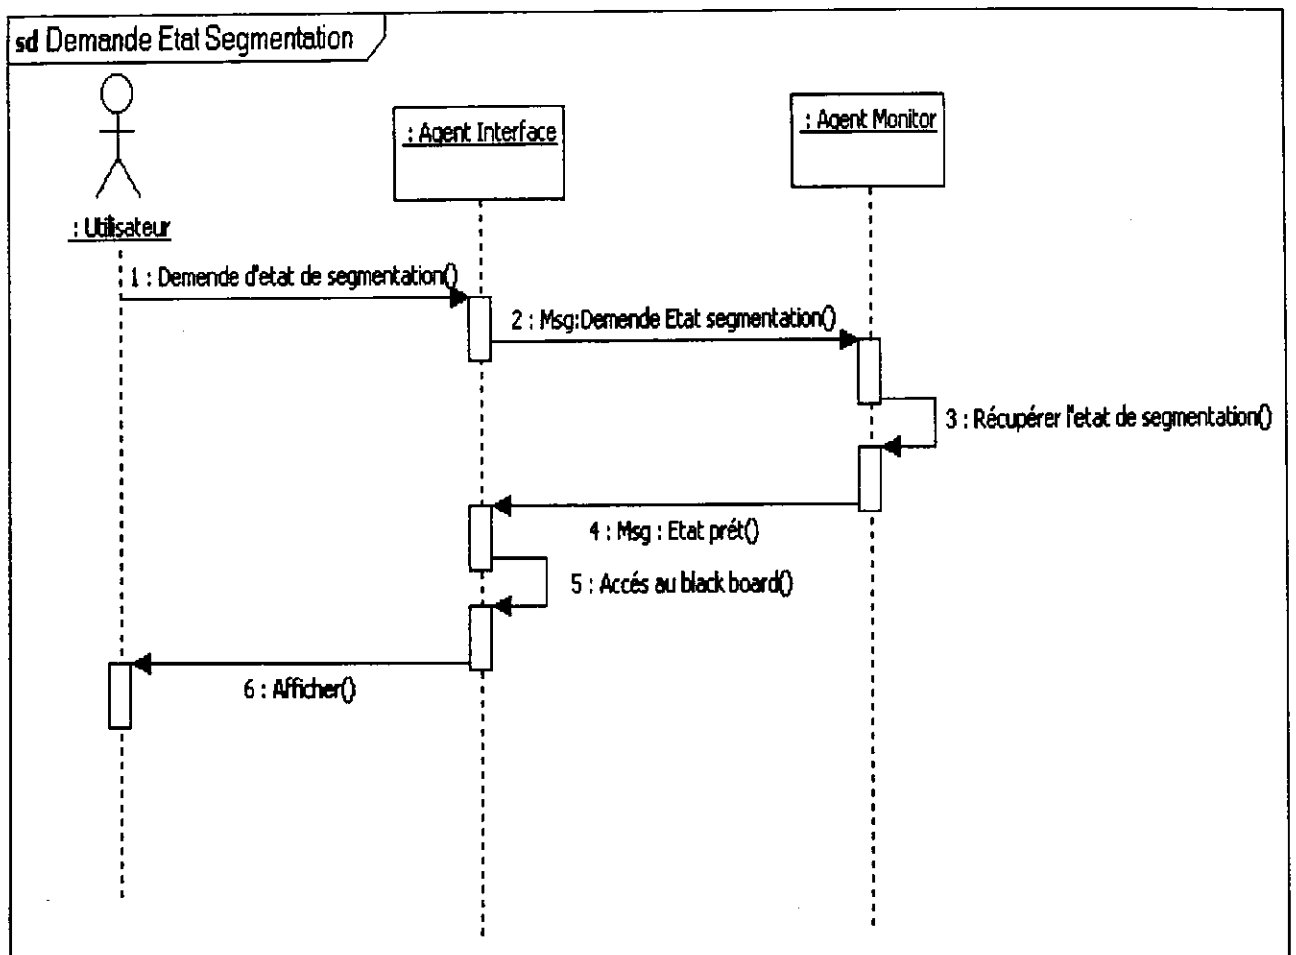 sd Demande Etat Segmentation
: Agent Interface
: Agent Monitor
: Utilisateur
1 : Demende d'etat de segmentation()
2 : Msg:Demende Etat segmentation()
3 : Récupérer l'etat de segmentation()
4 : Msg : Etat prét()
5 : Accés au black board()
6 : Afficher()